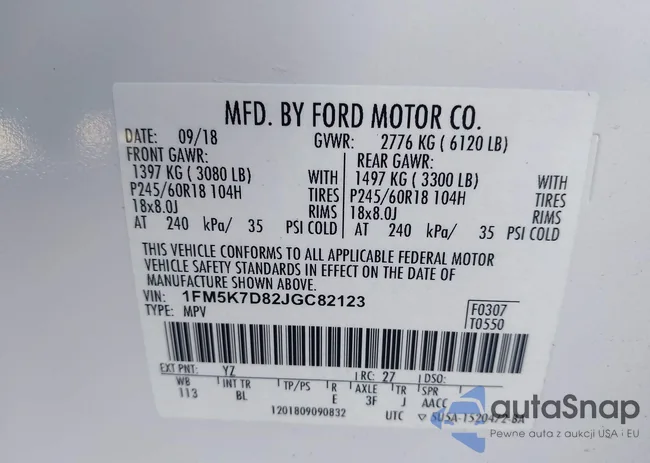 MFD. BY FORD MOTOR CO.
DATE: 09/18 GVWR: 2776 KG ( 6120 LB)
FRONT GAWR: REAR GAWR:
1397 KG ( 3080 LB) WITH 1497 KG ( 3300 LB) WITH
P245/60R18 104H TIRES P245/60R18 104H TIRES
18x8.0J RIMS 18x8.0J RIMS
AT 240 kPa/ 35 PSI COLD AT 240 kPa/ 35 PSI COLD
THIS VEHICLE CONFORMS TO ALL APPLICABLE FEDERAL MOTOR
VEHICLE SAFETY STANDARDS IN EFFECT ON THE DATE OF
MANUFACTURE SHOWN ABOVE.
VIN: 1FM5K7D82JGC82123
TYPE: MPV
F0307
T0550
EXT PNT: YZ RC: 27 DSO:
WB INT TR TP/PS R AXLE TR SPR
113 BL E 3F J AACC
1201809090832 UTC ▽ SUSA-1520472-BA
autoSnap
Pewne auta z aukcji USA i EU